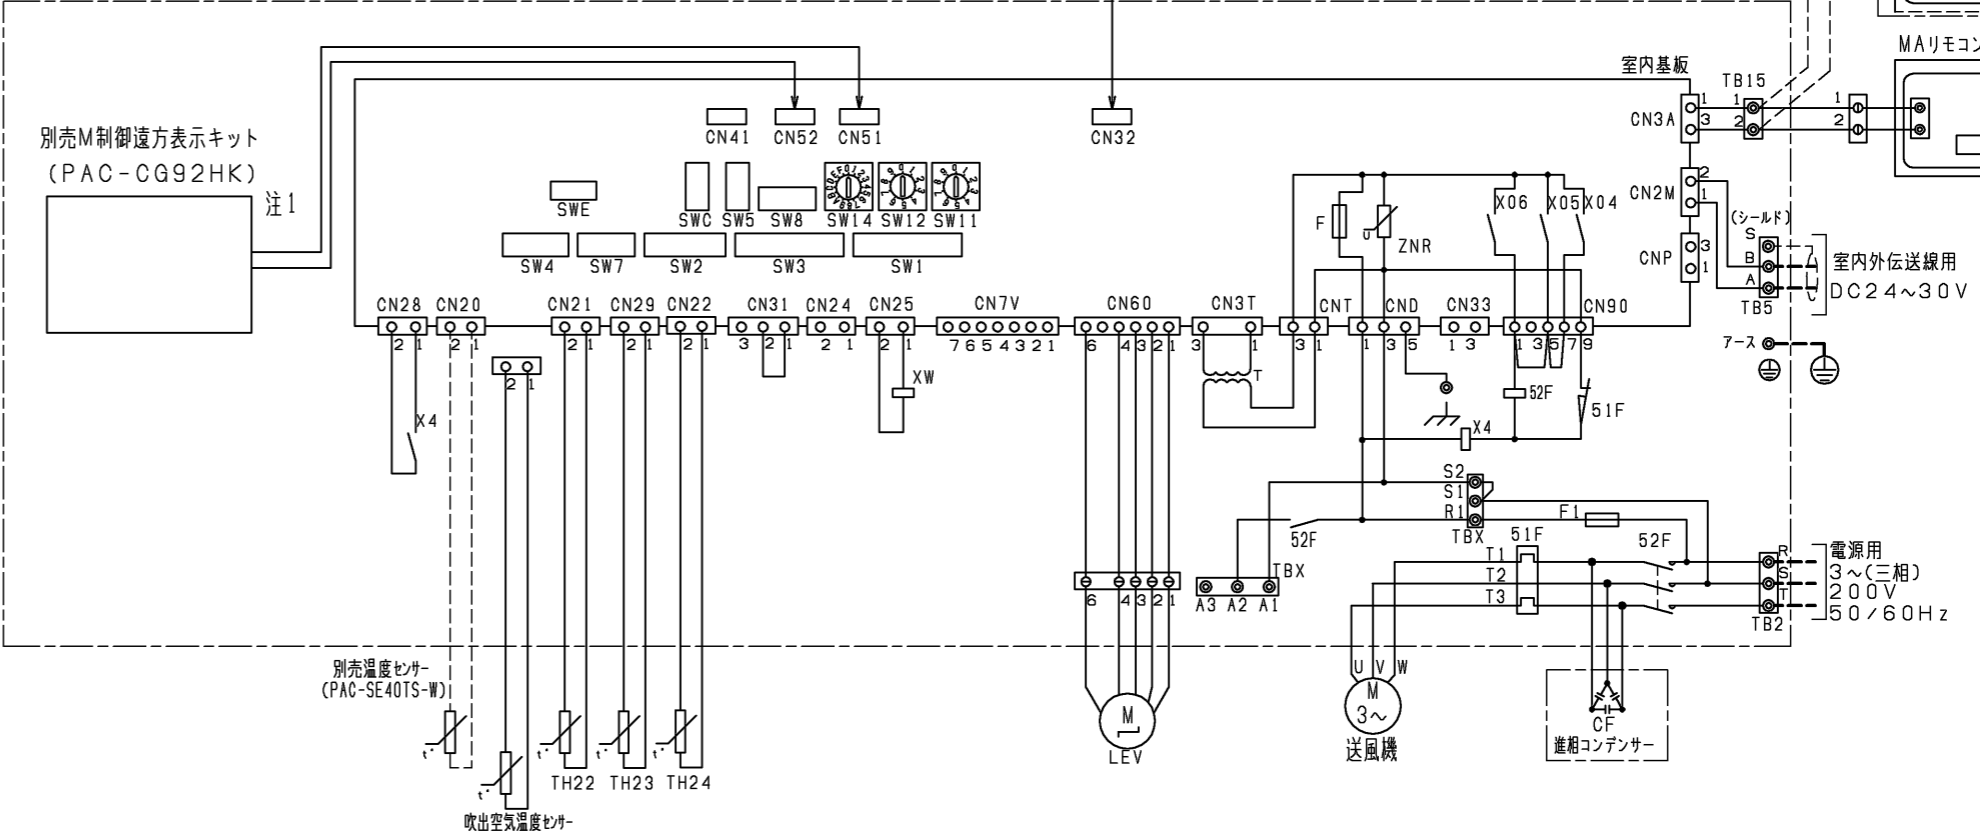 MAリモコン
室内基板
TB15
別売M制御遠方表示キット
(PAC-CG92HK)
注1
CN41
CN52
CN51
CN32
CN3A
1
3
1
2
1
2
SWE
SWC
SW5
SW8
SW14
SW12
SW11
SW4
SW7
SW2
SW3
SW1
F
U
ZNR
X06
X05
X04
CN2M
2
1
CNP
3
1
(シールド)
S
B
A
TB5
室内外伝送線用
DC24~30V
アース
CN28
CN20
CN21
CN29
CN22
CN31
CN24
CN25
CN7V
CN60
CN3T
CNT
CND
CN33
CN90
2 1
2 1
2 1
2 1
2 1
3 2 1
2 1
2 1
7 6 5 4 3 2 1
6 4 3 2 1
3 1
3 1
1 3 5
1 3
1 3 5 7 9
2 1
X4
XW
T
52F
51F
X4
S2
S1
R1
TBX
F1
52F
51F
52F
TBX
A3 A2 A1
T1
T2
T3
R
S
T
TB2
電源用
3~(三相)
200V
50/60Hz
6 4 3 2 1
別売温度センサー
(PAC-SE40TS-W)
t°
t°
t°
t°
t°
TH22
TH23
TH24
吹出空気温度センサー
M
LEV
U V W
M
3~
送風機
CF
進相コンデンサー